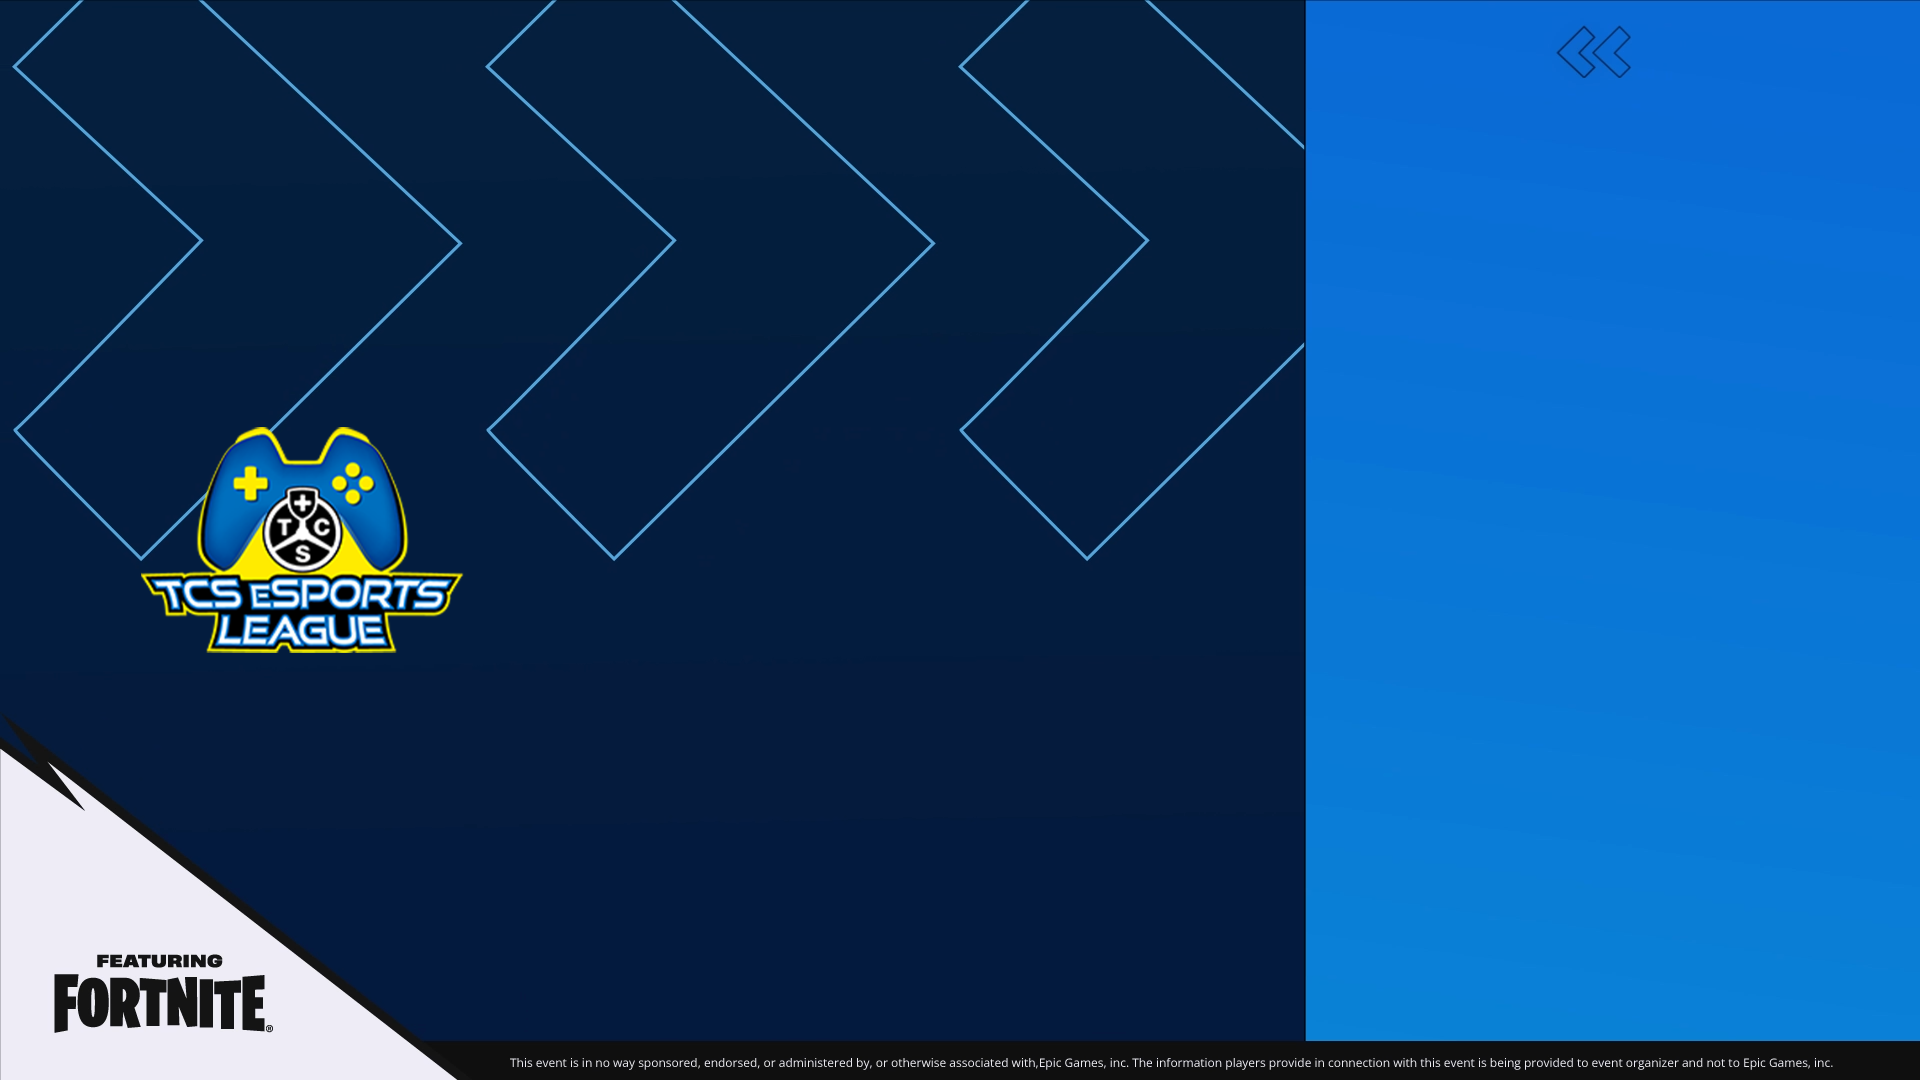 T C
S
TCS eSPORTS
LEAGUE
FEATURING
FORTNITE®
This event is in no way sponsored, endorsed, or administered by, or otherwise associated with,Epic Games, inc. The information players provide in connection with this event is being provided to event organizer and not to Epic Games, inc.